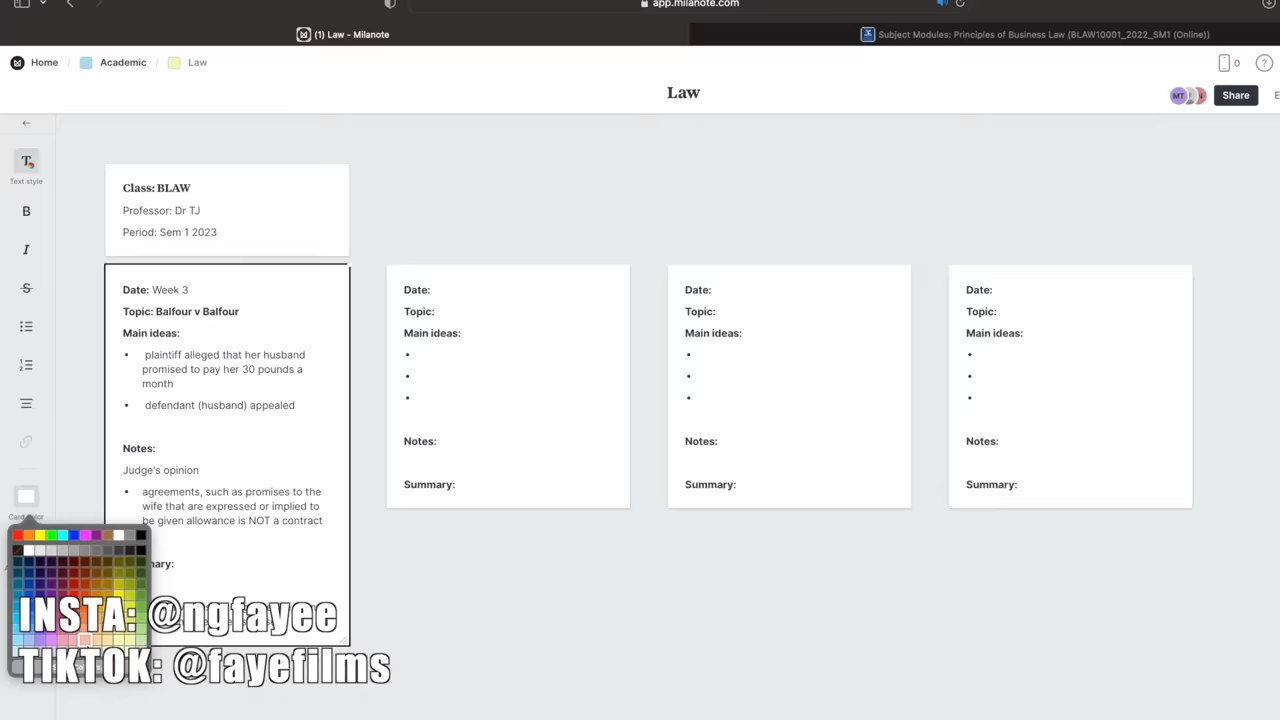 app.milanote.com
(1) Law - Milanote
Subject Modules: Principles of Business Law (BLAW10001_2022_SM1 (Online))
Home / Academic / Law
0
?
Law
MT
Share
E
Text style
B
I
S
Class: BLAW
Professor: Dr TJ
Period: Sem 1 2023
Date: Week 3
Topic: Balfour v Balfour
Main ideas:
• plaintiff alleged that her husband
promised to pay her 30 pounds a
month
• defendant (husband) appealed
Notes:
Judge's opinion
• agreements, such as promises to the
wife that are expressed or implied to
be given allowance is NOT a contract
mary:
Date:
Topic:
Main ideas:
•
•
•
Notes:
Summary:
Date:
Topic:
Main ideas:
•
•
•
Notes:
Summary:
Date:
Topic:
Main ideas:
•
•
•
Notes:
Summary:
INSTA: @ngfayee
TIKTOK: @fayefilms